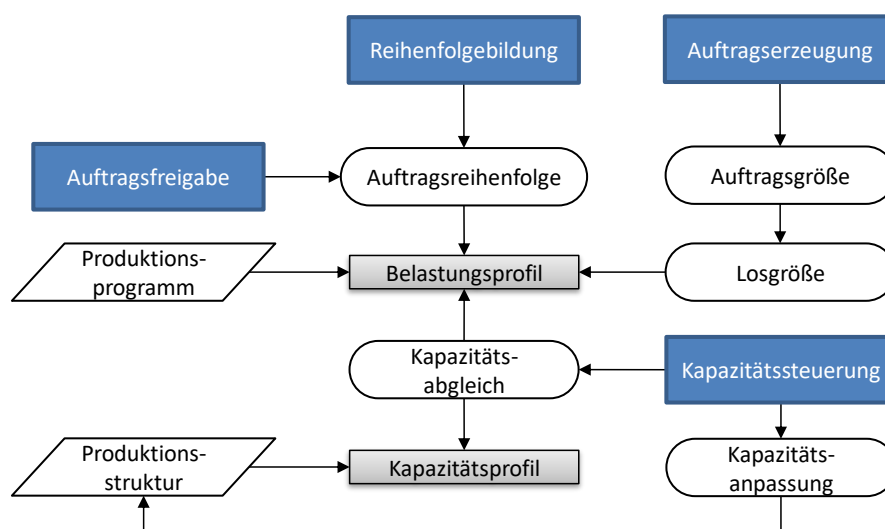 Reihenfolgebildung
Auftragserzeugung
Auftragsfreigabe
Auftragsreihenfolge
Auftragsgröße
Produktions-
programm
Belastungsprofil
Losgröße
Kapazitäts-
abgleich
Kapazitätssteuerung
Produktions-
struktur
Kapazitätsprofil
Kapazitäts-
anpassung